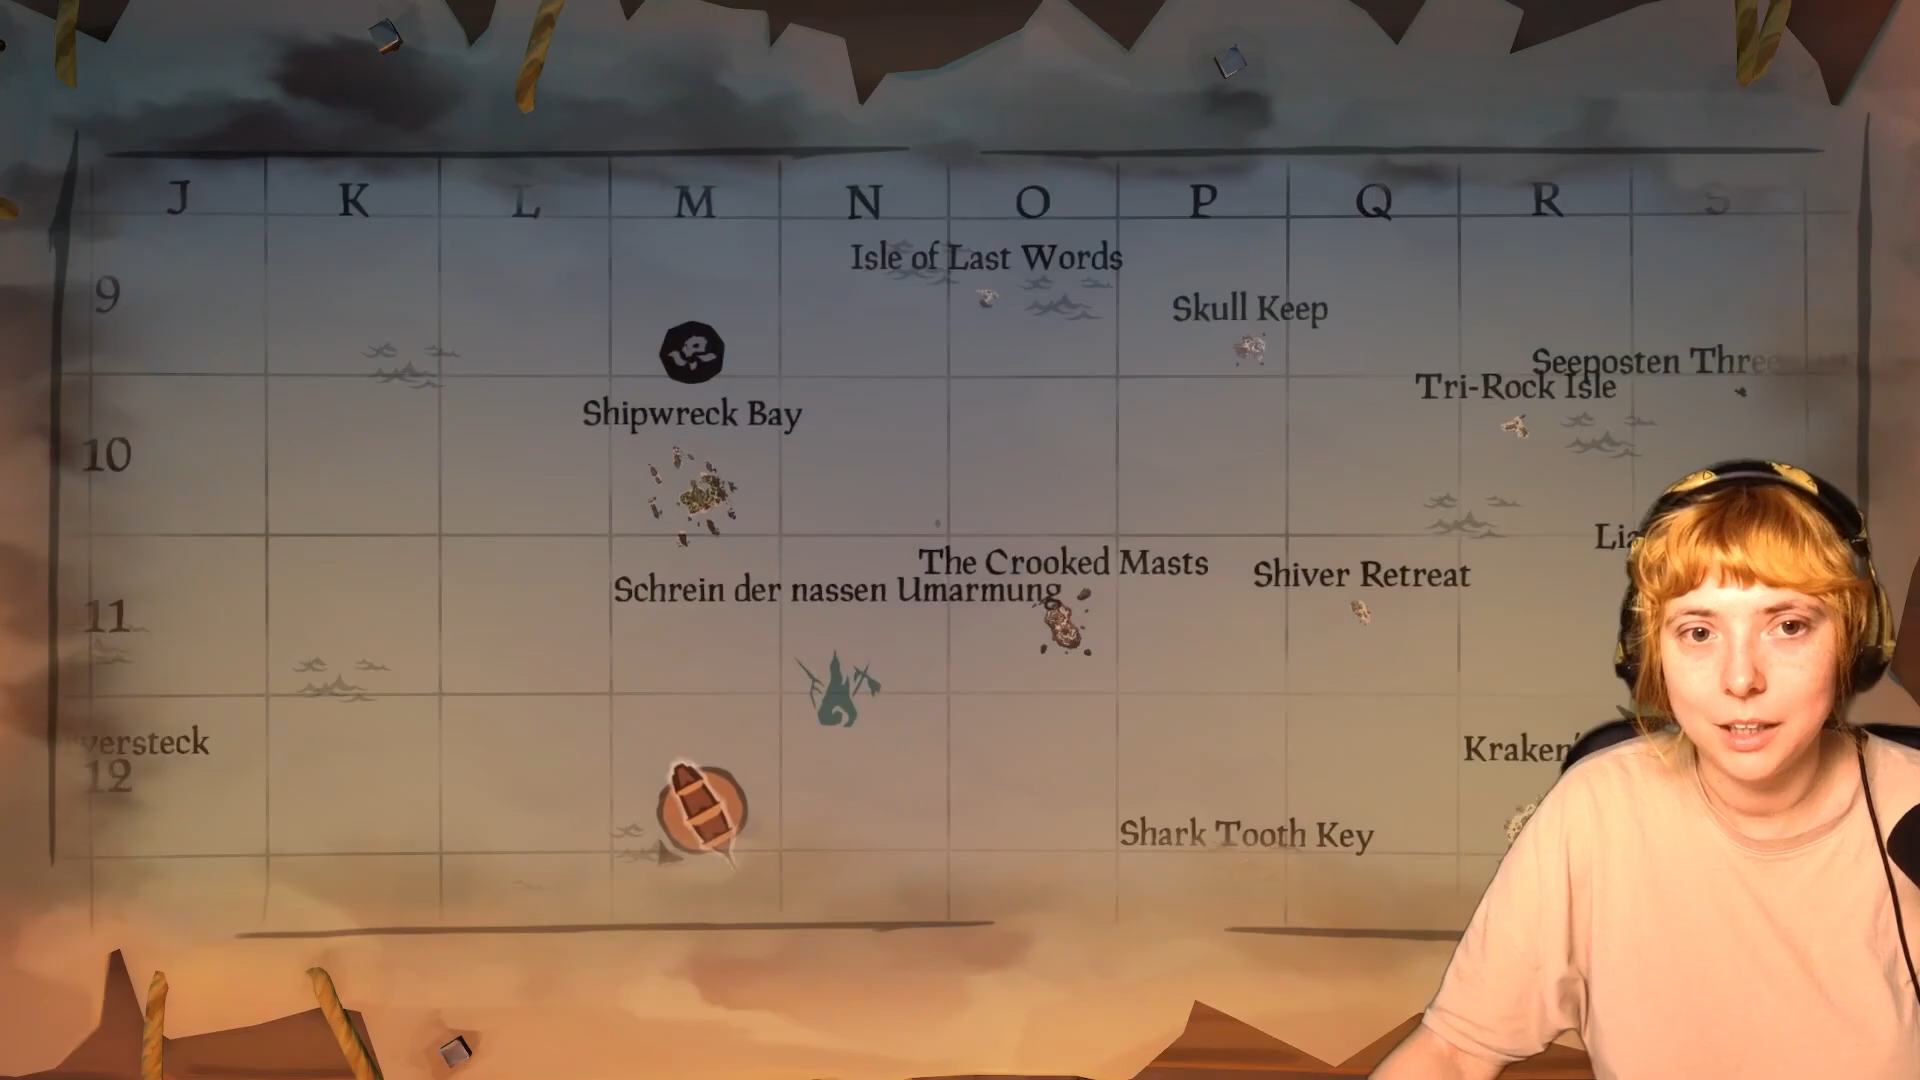 J K L M N O P Q R S
Isle of Last Words
9
Skull Keep
Seeposten Three
Tri-Rock Isle
Shipwreck Bay
10
The Crooked Masts
Shiver Retreat
Schrein der nassen Umarmung
11
versteck
12
Kraken'
Shark Tooth Key